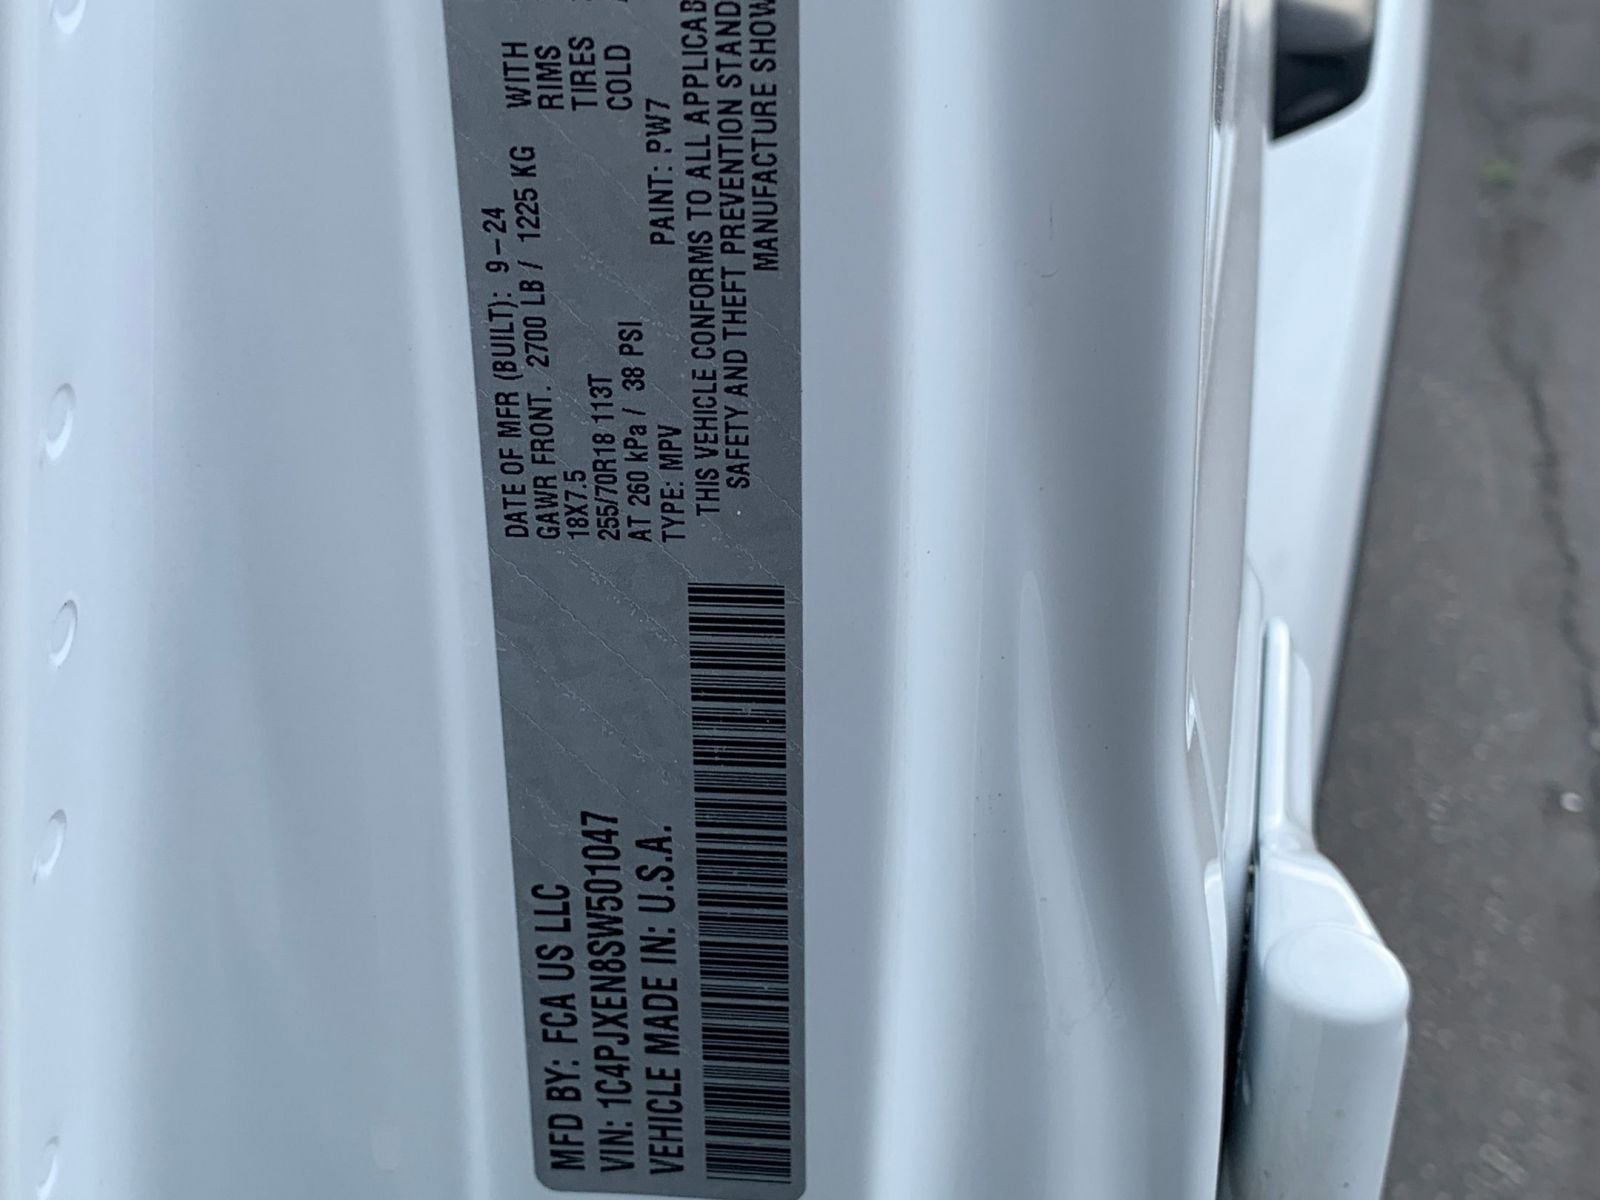 MFD BY: FCA US LLC
VIN: 1C4PJXEN8SW501047
VEHICLE MADE IN: U.S.A.
DATE OF MFR (BUILT): 9-24
GAWR FRONT. 2700 LB / 1225 KG WITH
18X7.5 RIMS
255/70R18 113T TIRES
AT 260 kPa / 38 PSI COLD
TYPE: MPV PAINT: PW7
THIS VEHICLE CONFORMS TO ALL APPLICAB
SAFETY AND THEFT PREVENTION STAND
MANUFACTURE SHOW